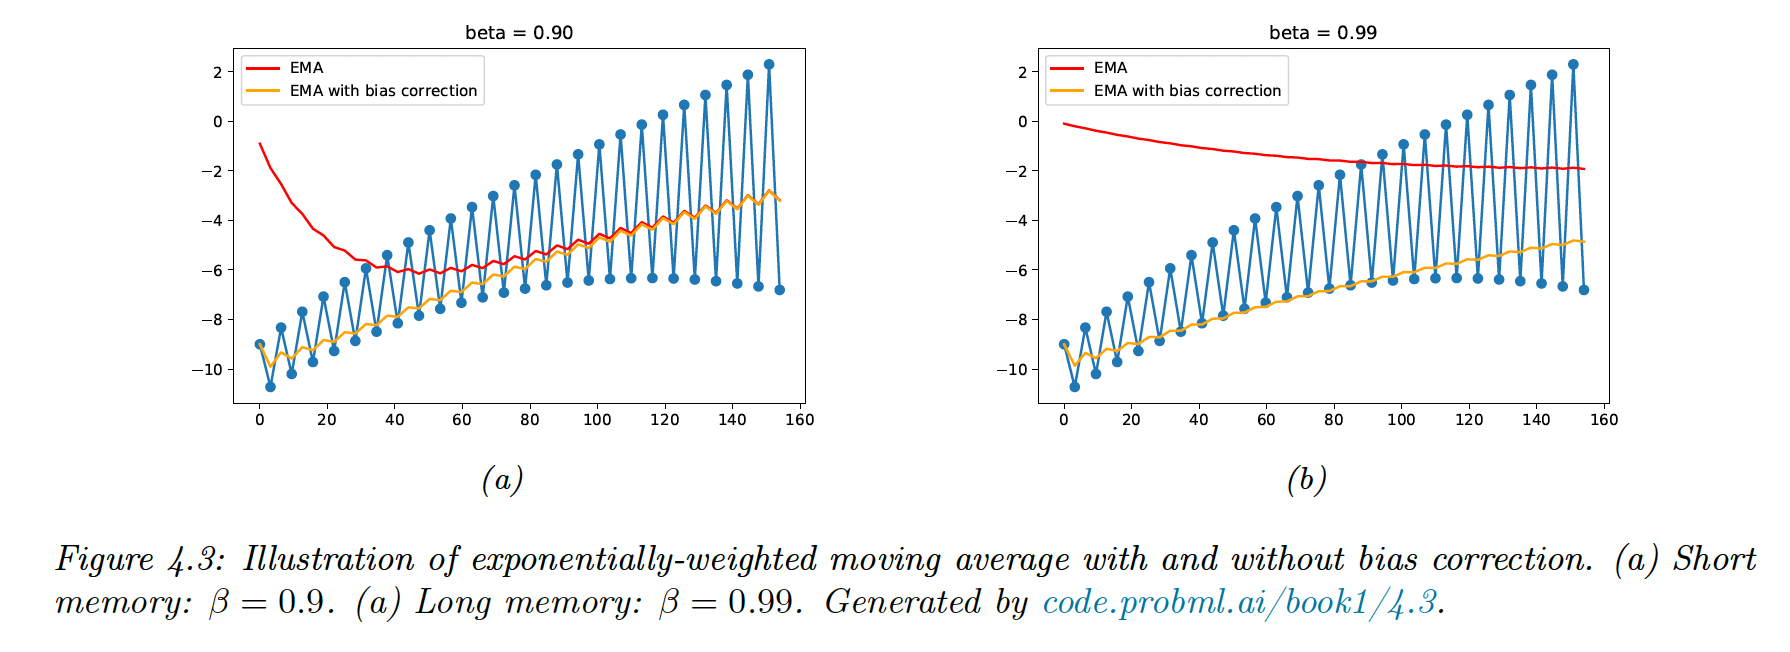 beta = 0.90
EMA
EMA with bias correction
2
0
−2
−4
−6
−8
−10
0 20 40 60 80 100 120 140 160
(a)
beta = 0.99
EMA
EMA with bias correction
2
0
−2
−4
−6
−8
−10
0 20 40 60 80 100 120 140 160
(b)
Figure 4.3: Illustration of exponentially-weighted moving average with and without bias correction. (a) Short
memory: β = 0.9. (a) Long memory: β = 0.99. Generated by code.probml.ai/book1/4.3.